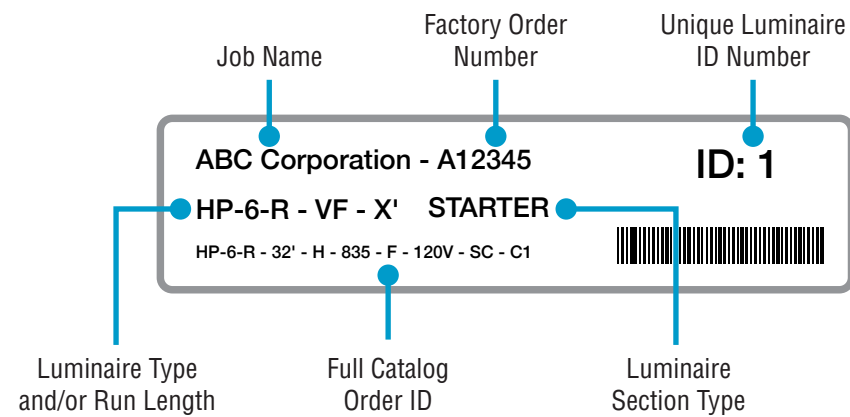 Factory Order
Number
Unique Luminaire
ID Number
Job Name
ABC Corporation - A12345
ID: 1
HP-6-R - VF - X' STARTER
HP-6-R - 32' - H - 835 - F - 120V - SC - C1
Luminaire Type
and/or Run Length
Full Catalog
Order ID
Luminaire
Section Type